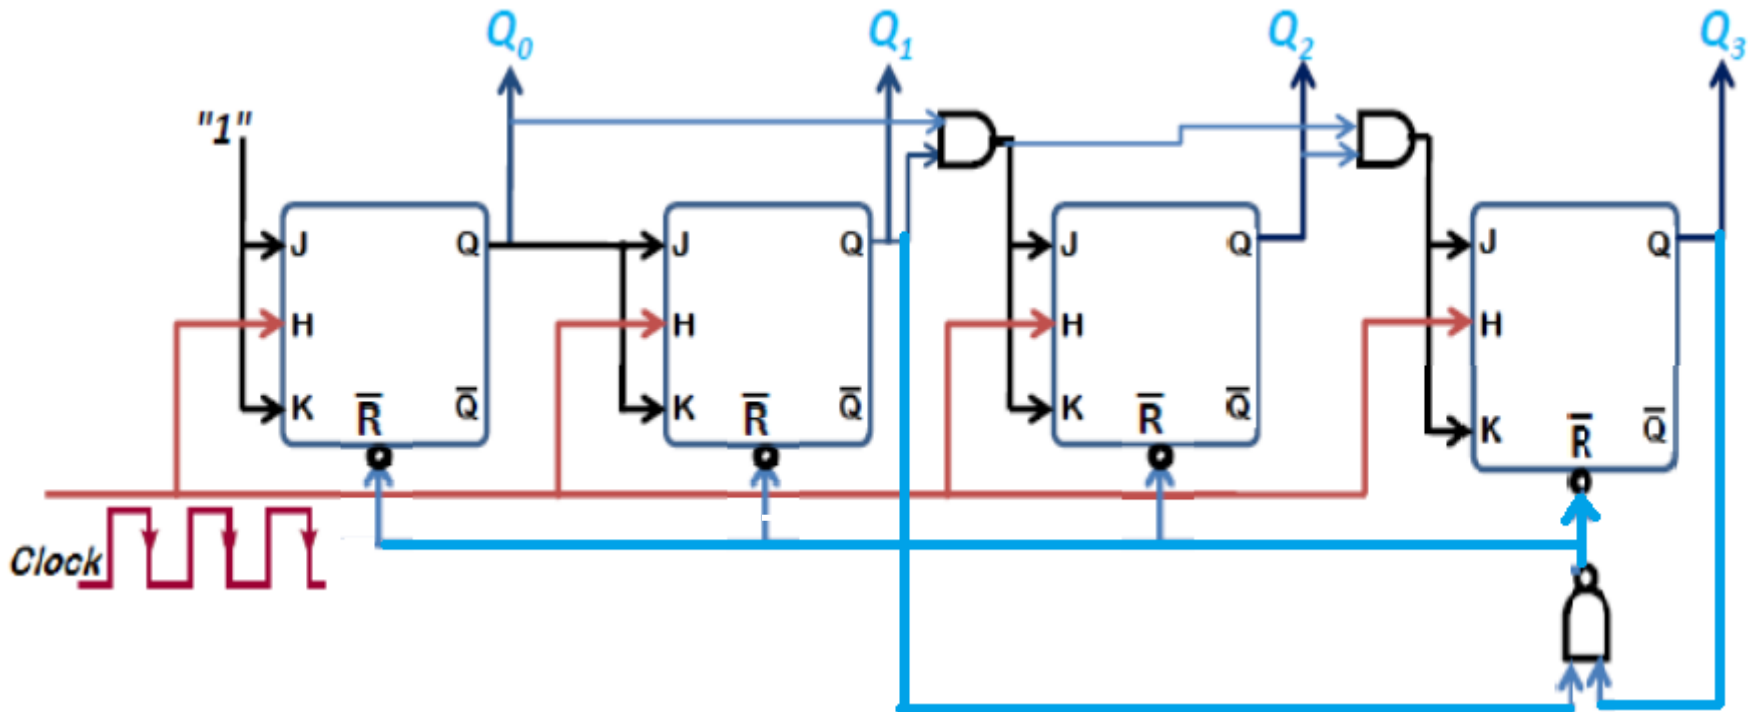 Q₀ Q₁ Q₂ Q₃
"1"
J Q J Q J Q J Q
H H H H
K R̅ Q̅ K R̅ Q̅ K R̅ Q̅ K R̅ Q̅
Clock